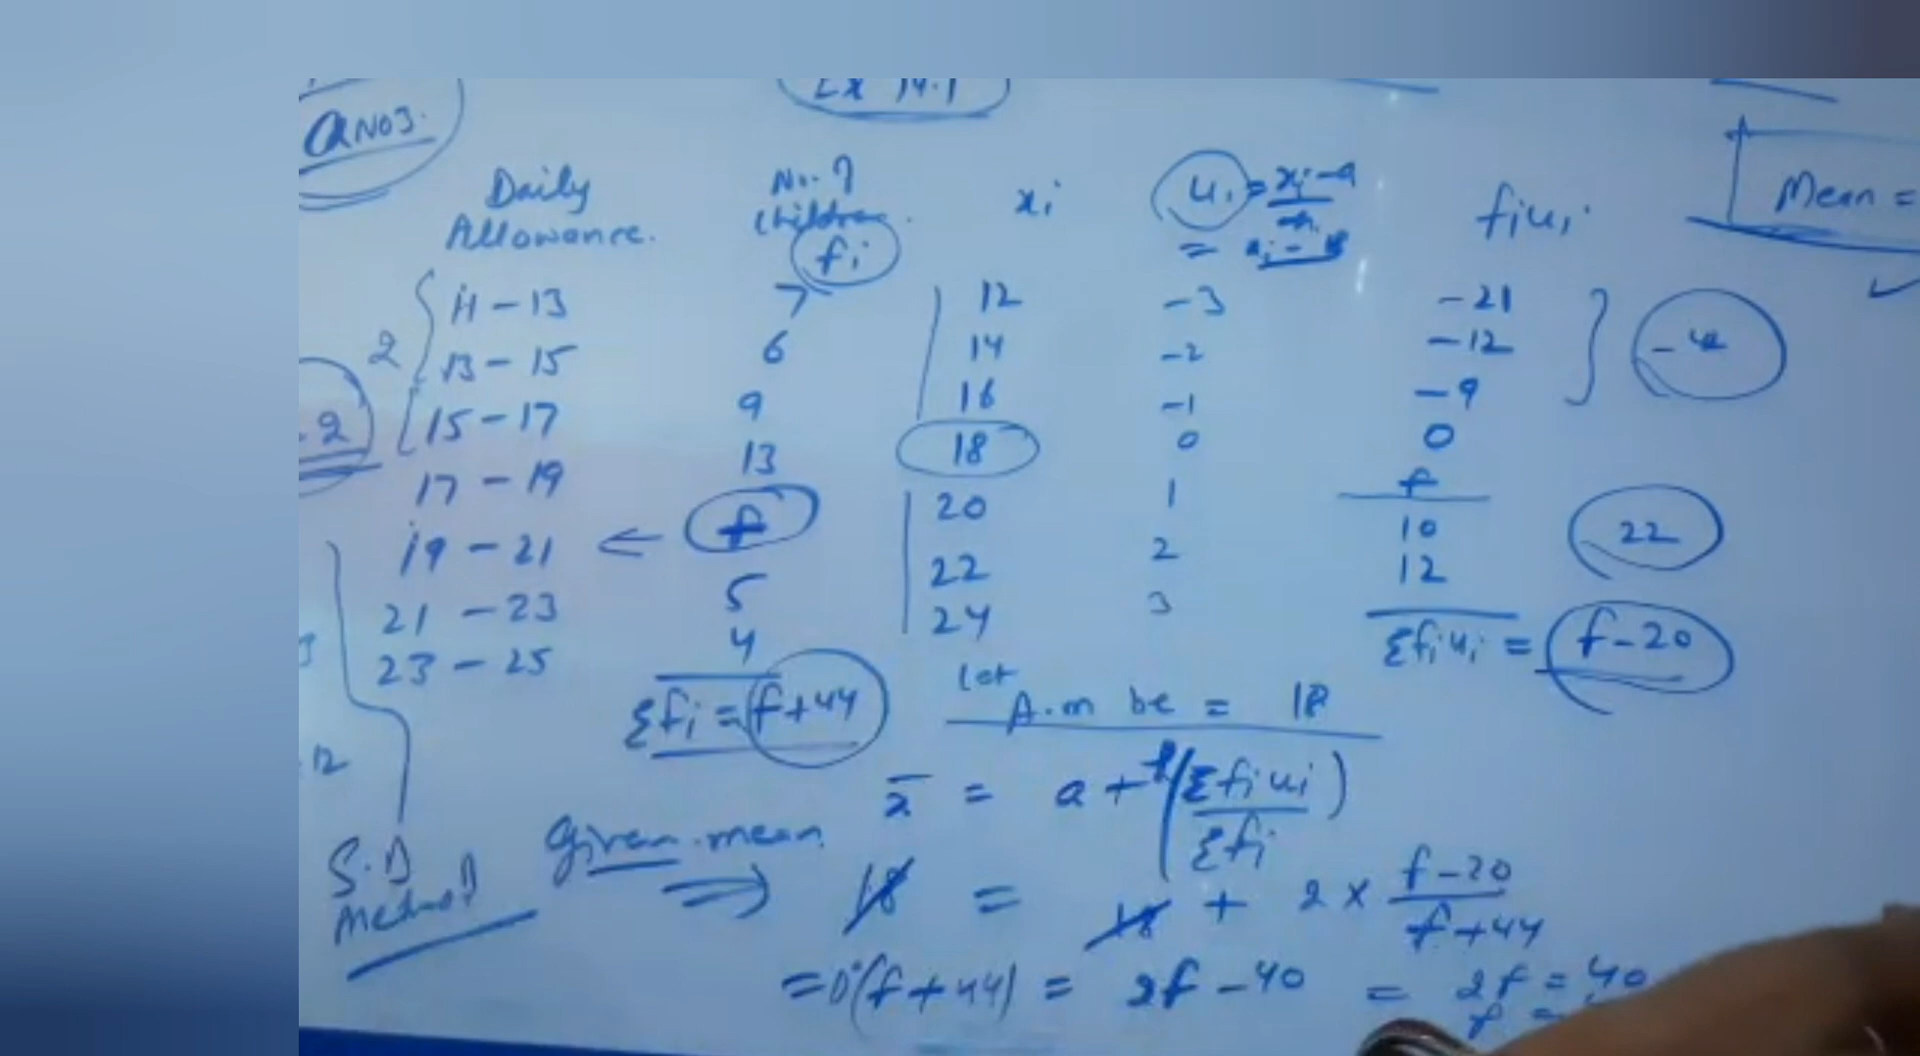 Ex 14.1
Q NO 3.
Daily Allowance.
No. of children.
fi
xi
ui = xi - a / h
= xi - 18
fiui
Mean =
11 - 13 7 12 -3 -21
2 13 - 15 6 14 -2 -12 -42
15 - 17 9 16 -1 -9
2
17 - 19 13 18 0 0
19 - 21 ← f 20 1 f
21 - 23 5 22 2 10 22
23 - 25 4 24 3 12
Σfi = f+44
Σfiui = f-20
Let A.m be = 18
x̄ = a + h(Σfiui / Σfi)
S.D Method
Given mean
⇒ 18 = 18 + 2 × f-20 / f+44
= 0(f+44) = 2f-40 = 2f = 40
f =